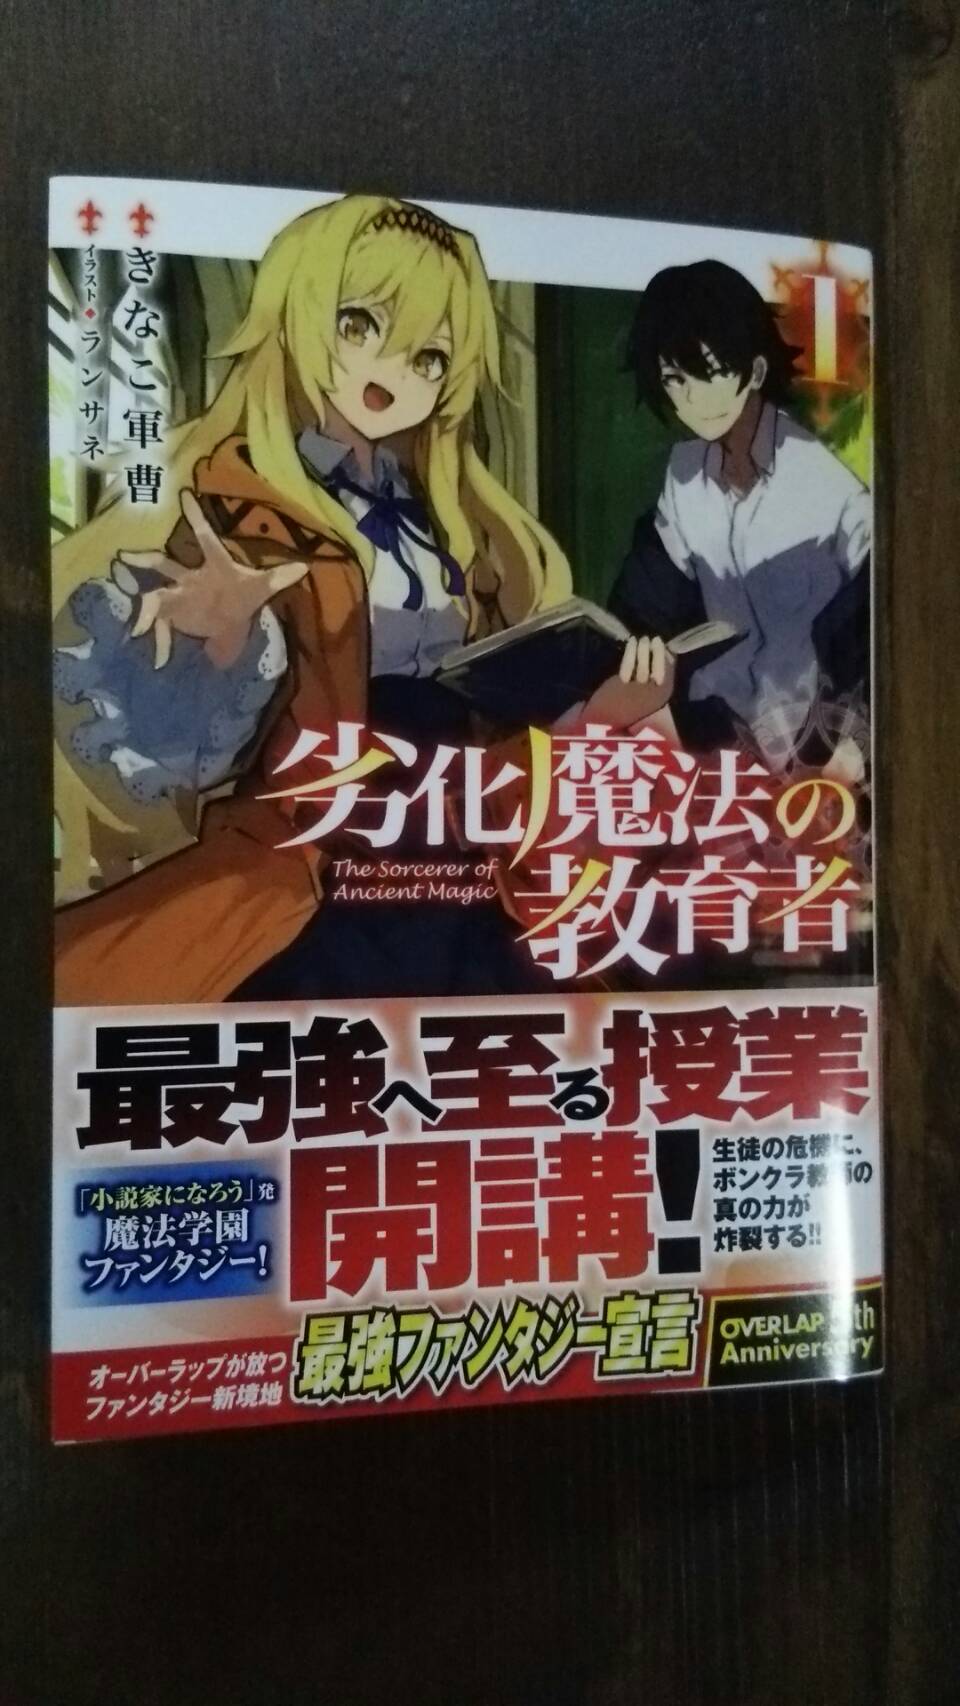 きなこ軍曹
イラスト◆ランサネ
I
劣化魔法の
教育者
The Sorcerer of
Ancient Magic
最強へ至る授業
開講!
生徒の危機に、
ボンクラ教師の
真の力が
炸裂する!!
「小説家になろう」発
魔法学園
ファンタジー!
オーバーラップが放つ
ファンタジー新境地
最強ファンタジー宣言
OVERLAP
Anniversary